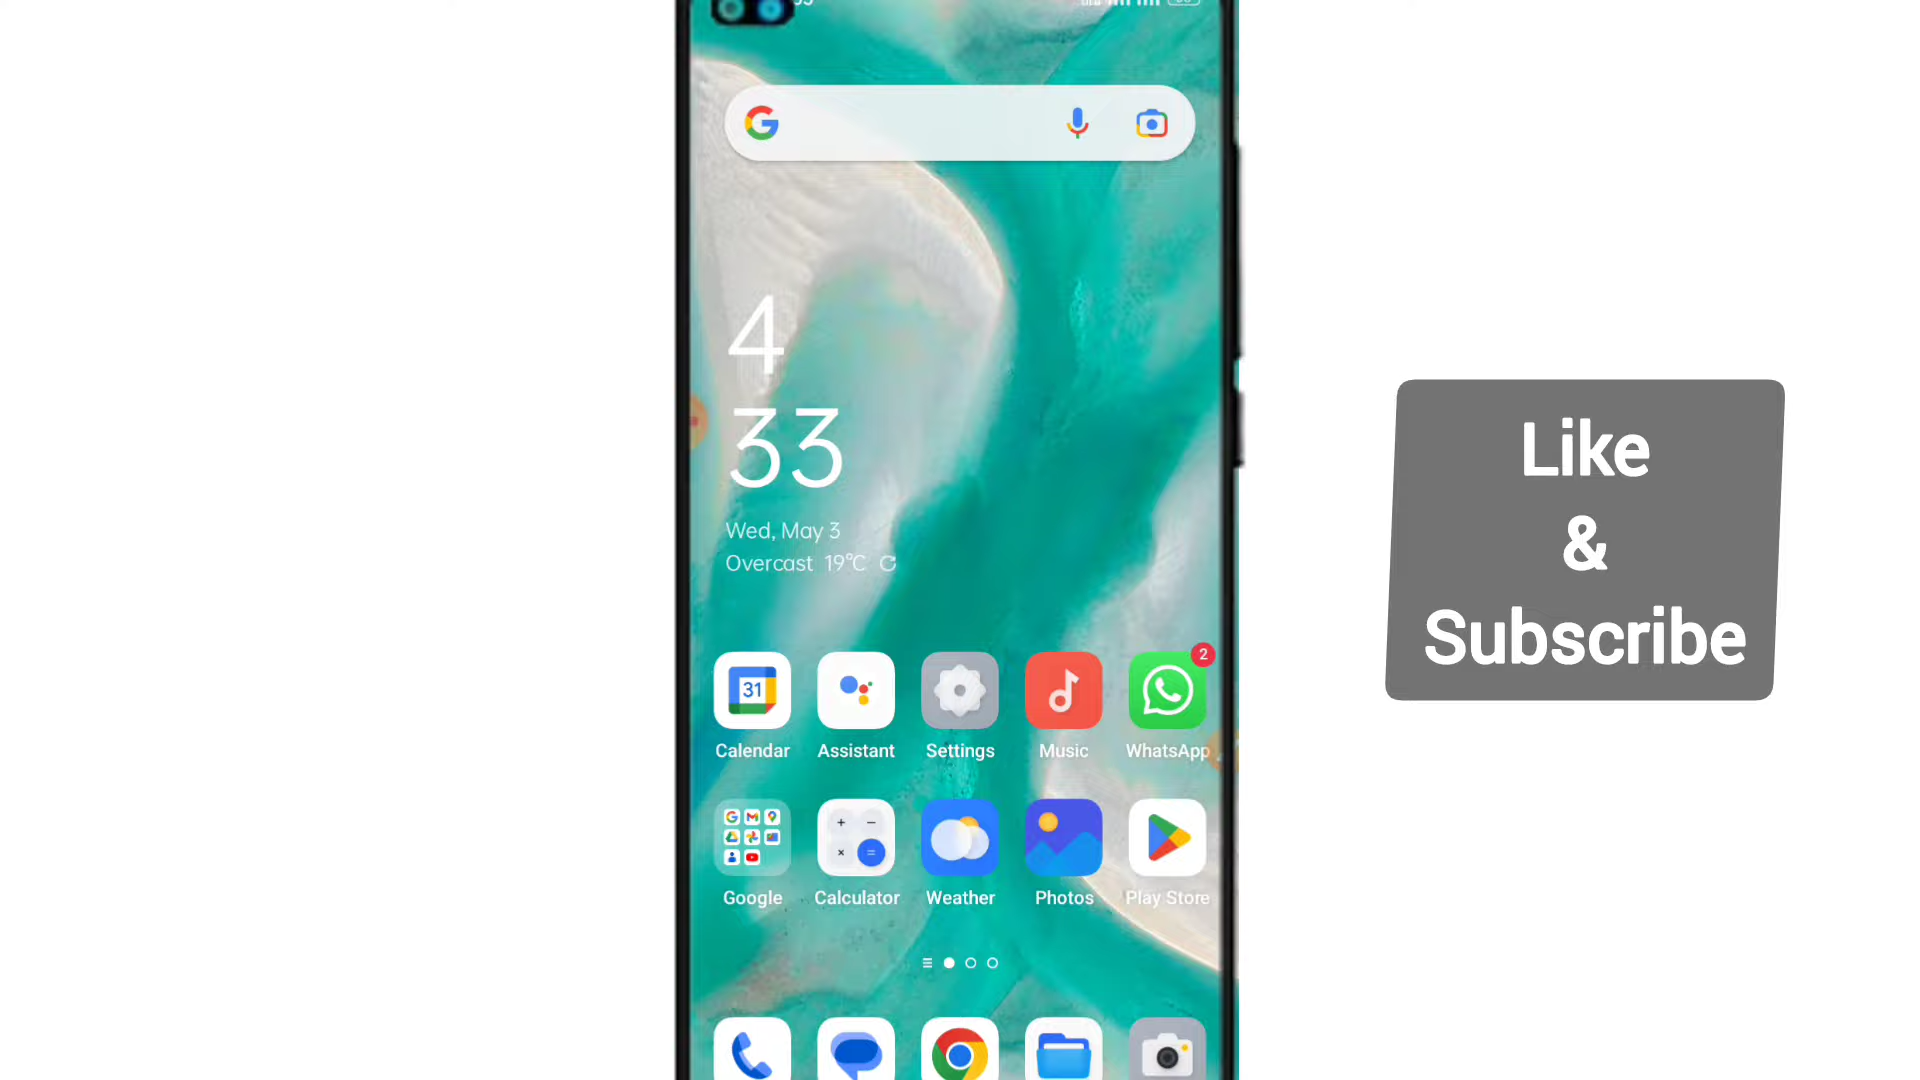 4
33
Wed, May 3
Overcast 19°C
31
2
Calendar
Assistant
Settings
Music
WhatsApp
Google
Calculator
Weather
Photos
Play Store
Like
&
Subscribe